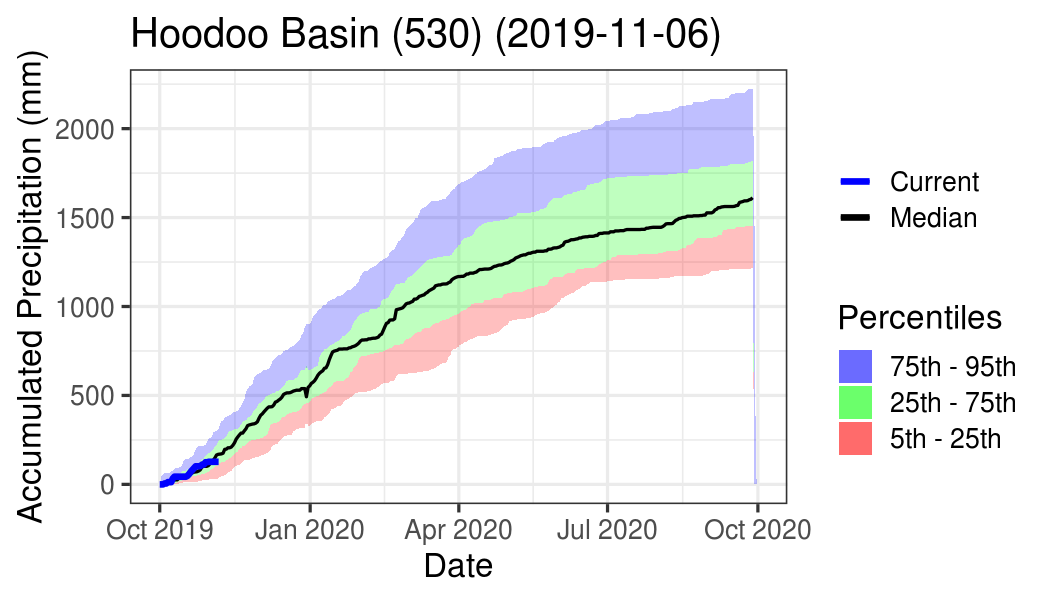 Hoodoo Basin (530) (2019-11-06)
Accumulated Precipitation (mm)
2000
1500
1000
500
0
Oct 2019
Jan 2020
Apr 2020
Jul 2020
Oct 2020
Date
Current
Median
Percentiles
75th - 95th
25th - 75th
5th - 25th